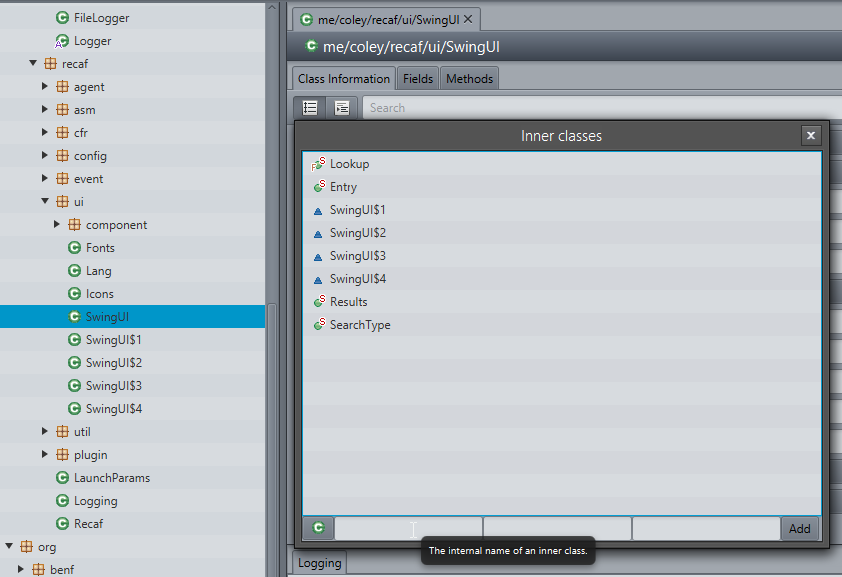 FileLogger
Logger
recaf
agent
asm
cfr
config
event
ui
component
Fonts
Lang
Icons
SwingUI
SwingUI$1
SwingUI$2
SwingUI$3
SwingUI$4
util
plugin
LaunchParams
Logging
Recaf
org
benf
me/coley/recaf/ui/SwingUI
me/coley/recaf/ui/SwingUI
Class Information Fields Methods
Search
Inner classes
Lookup
Entry
SwingUI$1
SwingUI$2
SwingUI$3
SwingUI$4
Results
SearchType
Add
The internal name of an inner class.
Logging